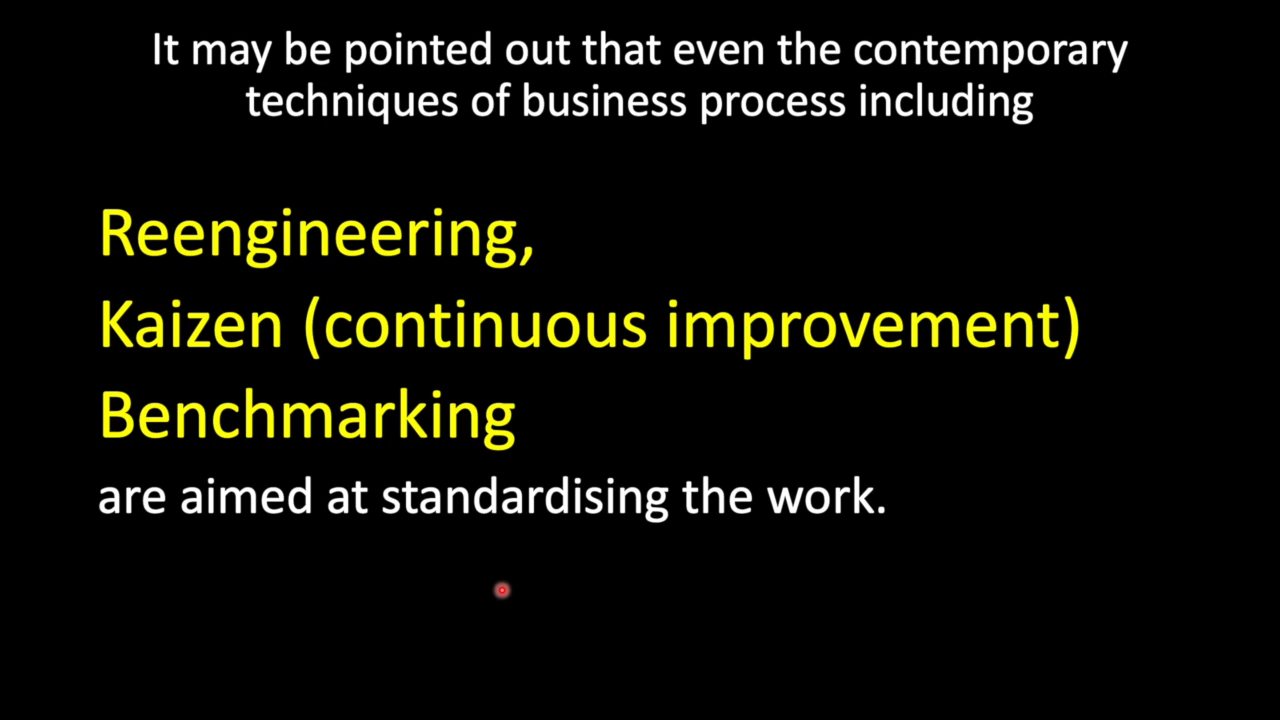 It may be pointed out that even the contemporary
techniques of business process including
Reengineering,
Kaizen (continuous improvement)
Benchmarking
are aimed at standardising the work.